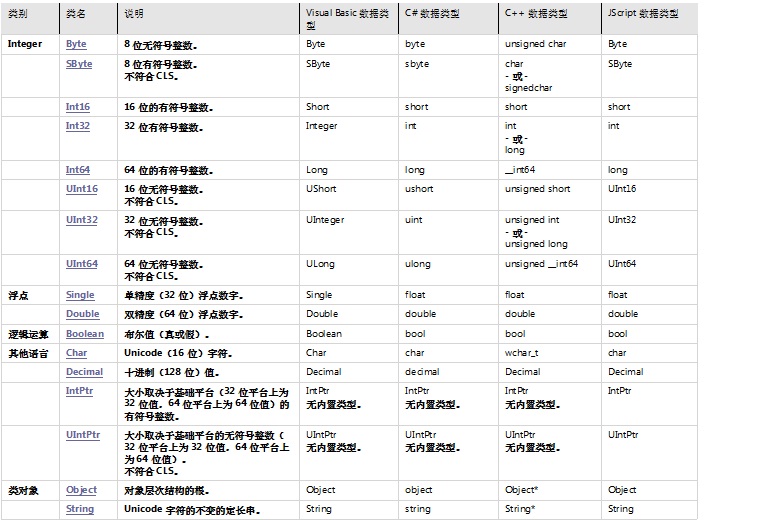 类别 类名 说明 Visual Basic 数据类型 C# 数据类型 C++ 数据类型 JScript 数据类型
Integer Byte 8 位无符号整数。 Byte byte unsigned char Byte
SByte 8 位有符号整数。 SByte sbyte char SByte
不符合 CLS。 - 或 -
signedchar
Int16 16 位的有符号整数。 Short short short short
Int32 32 位有符号整数。 Integer int int int
- 或 -
long
Int64 64 位的有符号整数。 Long long __int64 long
UInt16 16 位无符号整数。 UShort ushort unsigned short UInt16
不符合 CLS。
UInt32 32 位无符号整数。 UInteger uint unsigned int UInt32
不符合 CLS。 - 或 -
unsigned long
UInt64 64 位无符号整数。 ULong ulong unsigned __int64 UInt64
不符合 CLS。
浮点 Single 单精度（32 位）浮点数字。 Single float float float
Double 双精度（64 位）浮点数字。 Double double double double
逻辑运算 Boolean 布尔值（真或假）。 Boolean bool bool bool
其他语言 Char Unicode（16 位）字符。 Char char wchar_t char
Decimal 十进制（128 位）值。 Decimal decimal Decimal Decimal
IntPtr 大小取决于基础平台（32 位平台上为 IntPtr IntPtr IntPtr IntPtr
32 位值，64 位平台上为 64 位值）的 无内置类型。 无内置类型。 无内置类型。
有符号整数。
UIntPtr 大小取决于基础平台的无符号整数（ UIntPtr UIntPtr UIntPtr UIntPtr
32 位平台上为 32 位值，64 位平台上 无内置类型。 无内置类型。 无内置类型。
为 64 位值）。
不符合 CLS。
类对象 Object 对象层次结构的根。 Object object Object* Object
String Unicode 字符的不变的定长串。 String string String* String